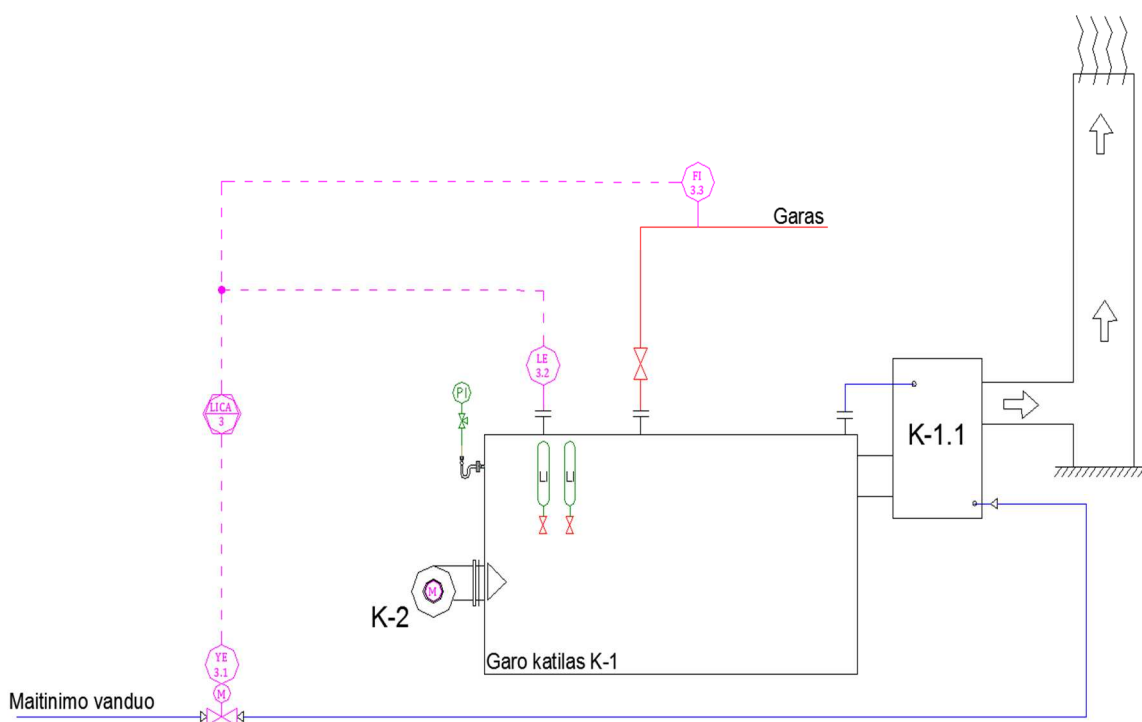 FI
3.3
Garas
LE
3.2
PI
LICA
3
K-1.1
LI
LI
M
K-2
Garo katilas K-1
YE
3.1
M
Maitinimo vanduo